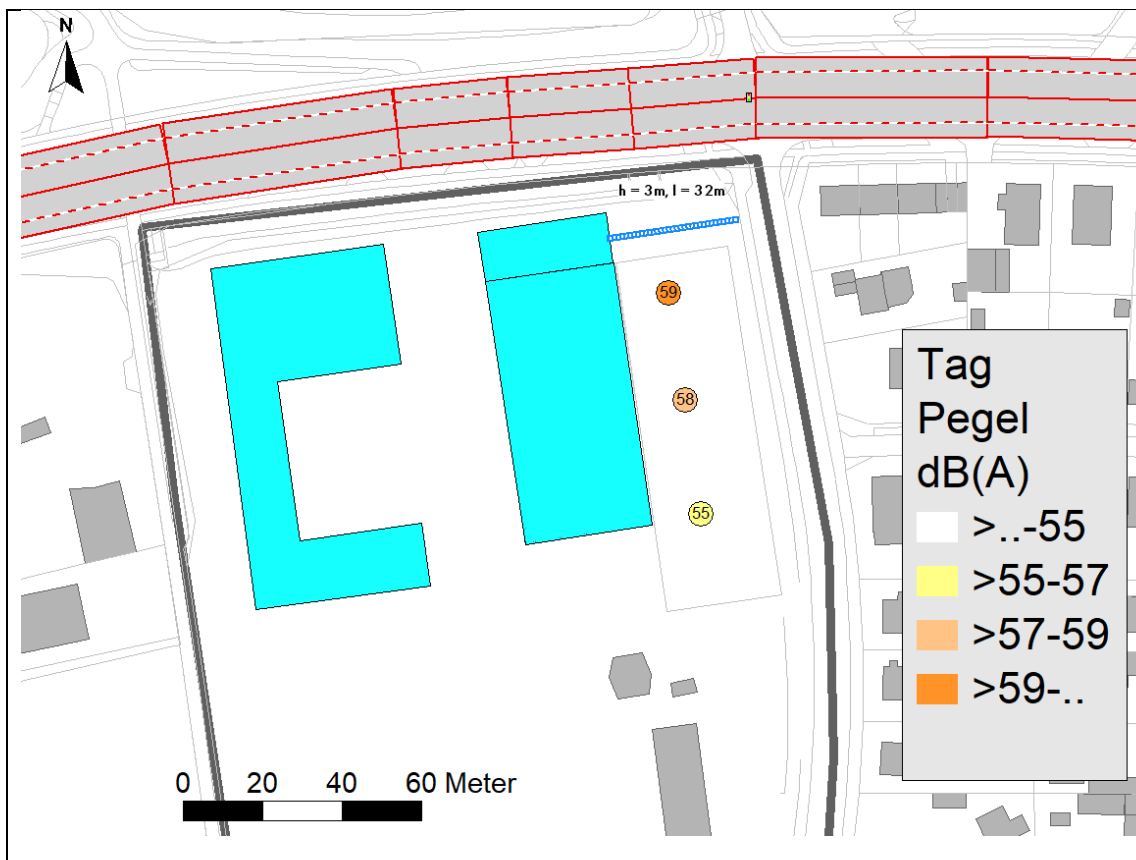 N
h = 3m, l = 32m
59
58
55
Tag
Pegel
dB(A)
>..-55
>55-57
>57-59
>59-..
0 20 40 60 Meter